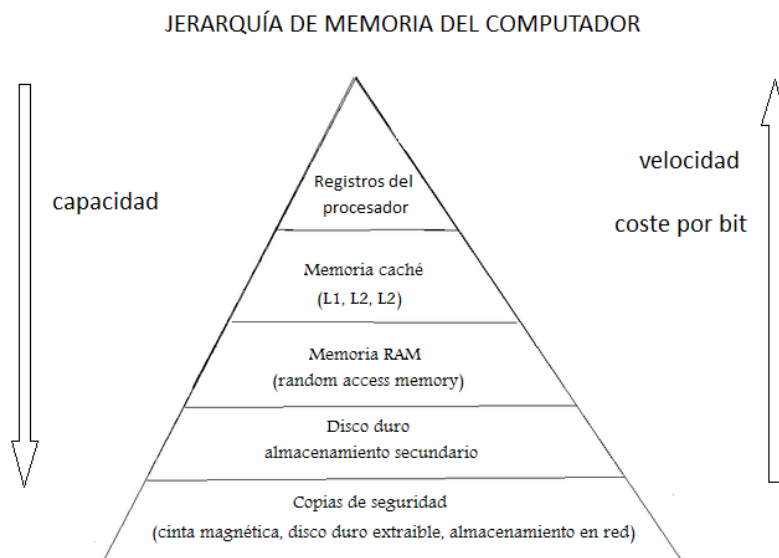 JERARQUÍA DE MEMORIA DEL COMPUTADOR
capacidad
velocidad
coste por bit
Registros del
procesador
Memoria caché
(L1, L2, L2)
Memoria RAM
(random access memory)
Disco duro
almacenamiento secundario
Copias de seguridad
(cinta magnética, disco duro extraible, almacenamiento en red)